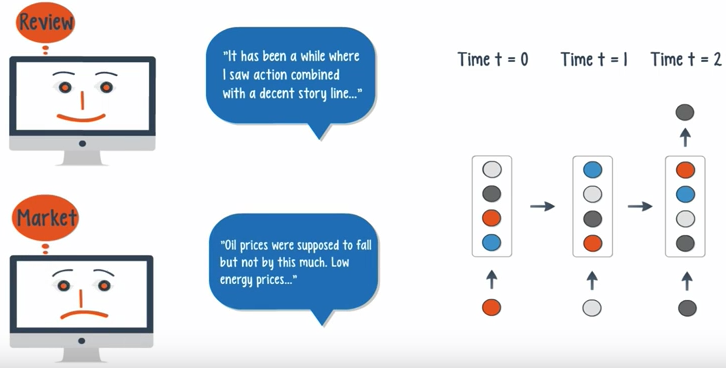 Review
"It has been a while where
I saw action combined
with a decent story line..."
Time t = 0
Time t = 1
Time t = 2
Market
"Oil prices were supposed to fall
but not by this much. Low
energy prices..."